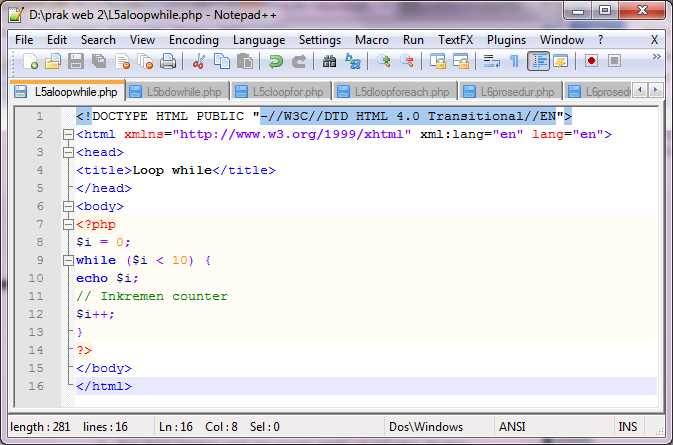 D:\prak web 2\L5aloopwhile.php - Notepad++
File Edit Search View Encoding Language Settings Macro Run TextFX Plugins Window ? X
L5aloopwhile.php L5bdowhile.php L5cloopfor.php L5dloopforeach.php L6prosedur.php L6prosedu
1 <!DOCTYPE HTML PUBLIC "-//W3C//DTD HTML 4.0 Transitional//EN">
2 <html xmlns="http://www.w3.org/1999/xhtml" xml:lang="en" lang="en">
3 <head>
4 <title>Loop while</title>
5 </head>
6 <body>
7 <?php
8 $i = 0;
9 while ($i < 10) {
10 echo $i;
11 // Inkremen counter
12 $i++;
13 }
14 ?>
15 </body>
16 </html>
length : 281 lines : 16 Ln : 16 Col : 8 Sel : 0 Dos\Windows ANSI INS